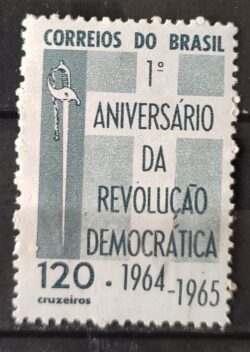 CORREIOS DO BRASIL
1º
ANIVERSÁRIO
DA
REVOLUÇÃO
DEMOCRÁTICA
120 • 1964
cruzeiros -1965